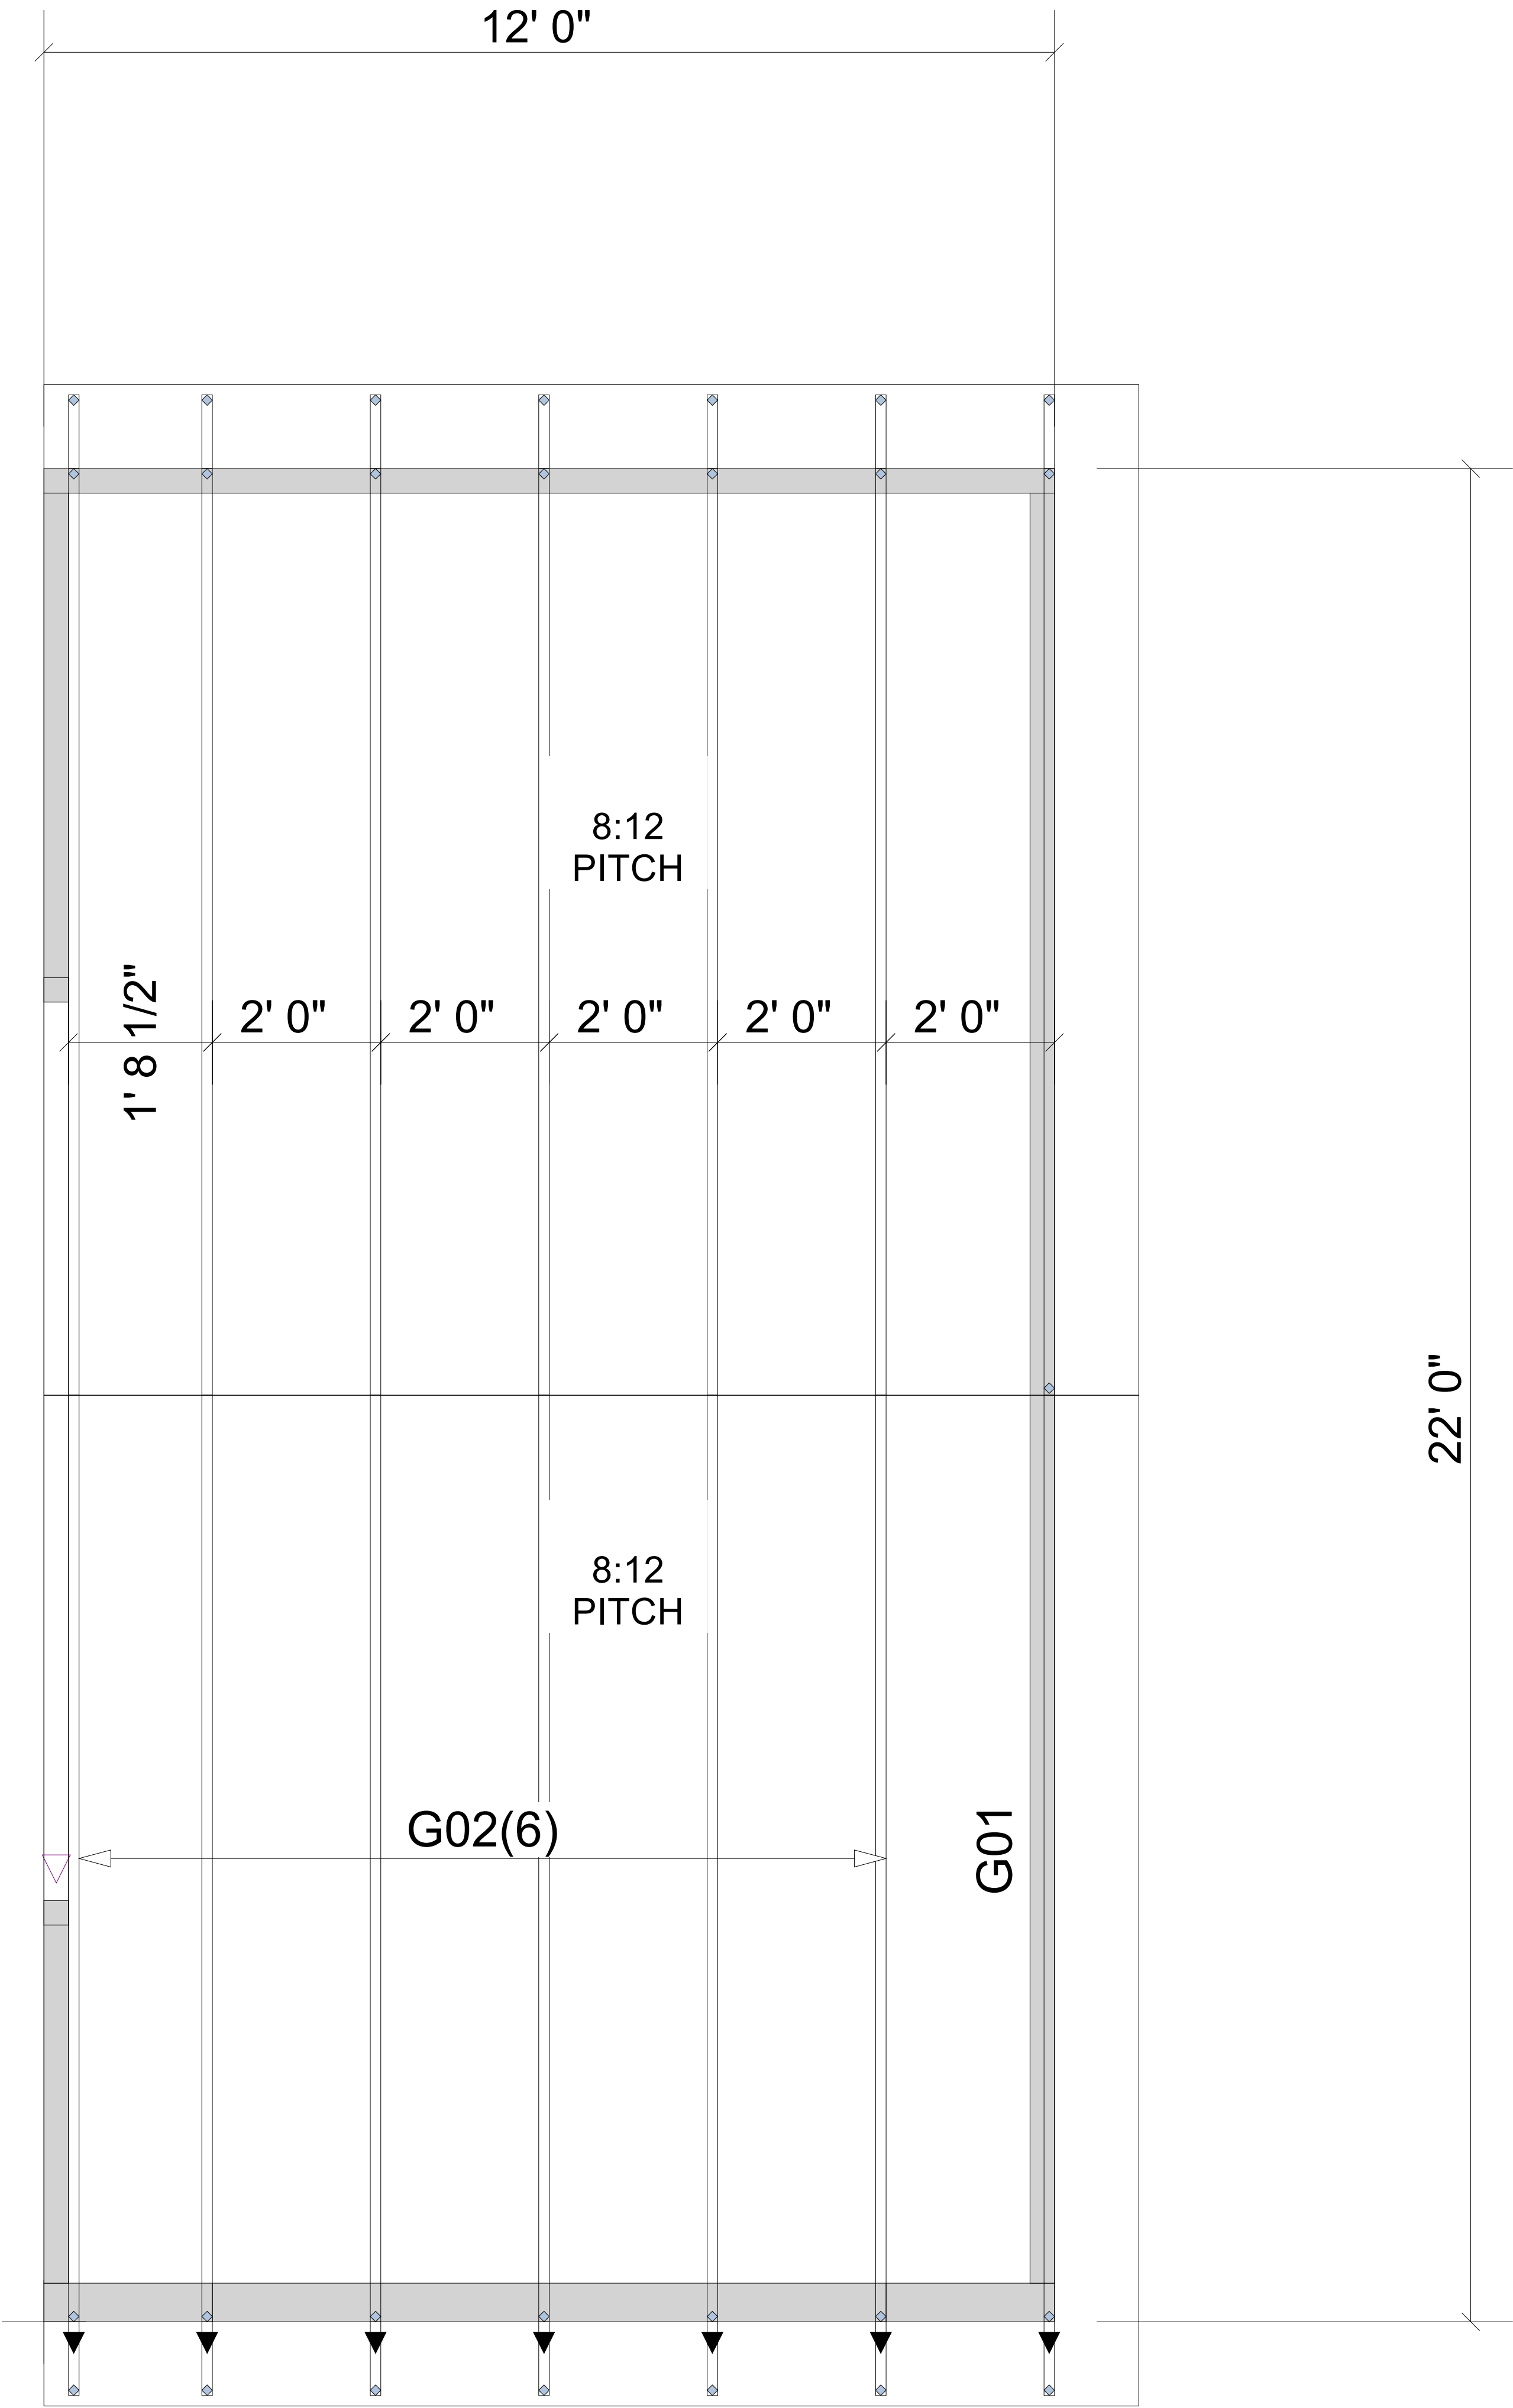 12' 0"
8:12
PITCH
1' 8 1/2"
2' 0"
2' 0"
2' 0"
2' 0"
2' 0"
22' 0"
8:12
PITCH
G02(6)
G01